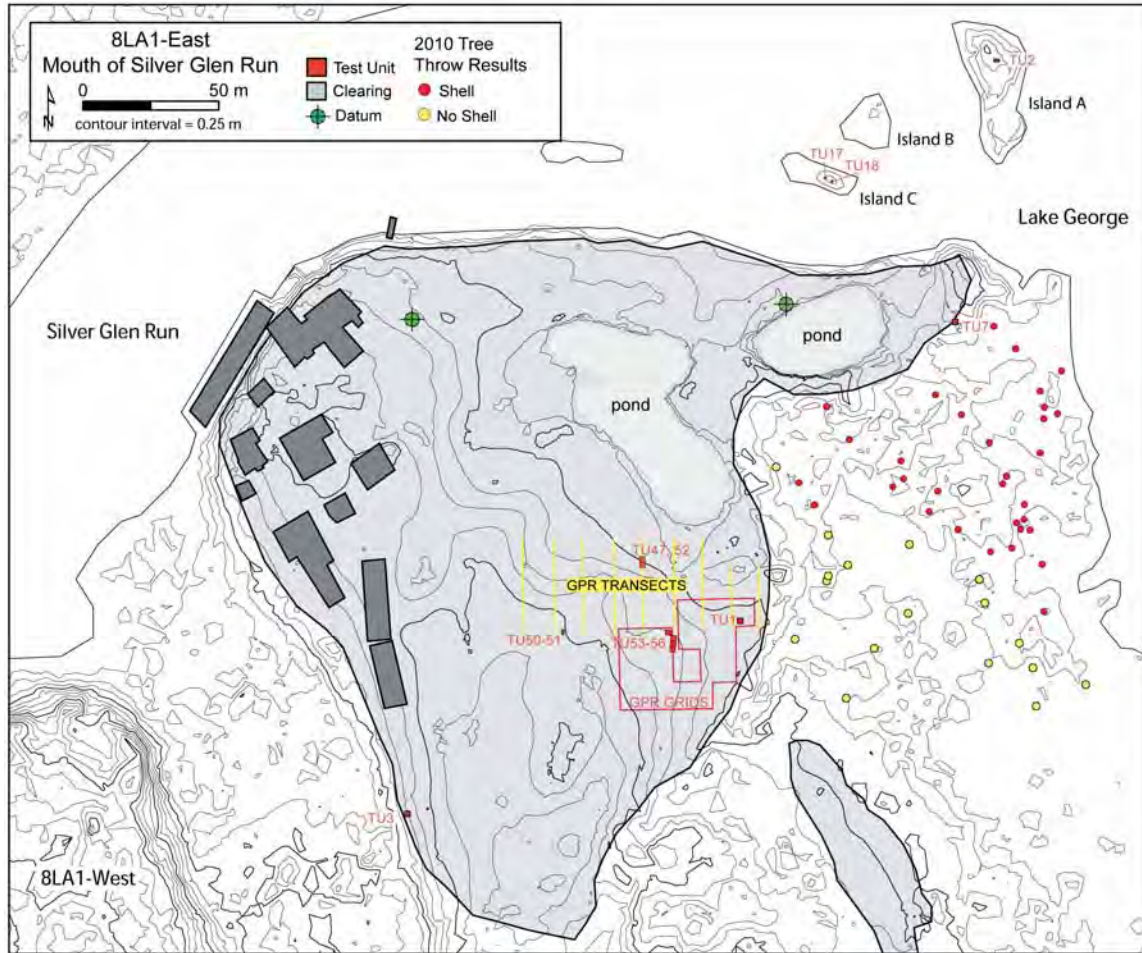 8LA1-East
Mouth of Silver Glen Run
0 50 m
N
contour interval = 0.25 m
Test Unit
Clearing
Datum
2010 Tree
Throw Results
Shell
No Shell
TU2
Island A
Island B
TU17
TU18
Island C
Lake George
Silver Glen Run
TU7
pond
pond
TU47, 52
GPR TRANSECTS
TU1
TU50-51
TU53-56
GPR GRIDS
TU3
8LA1-West